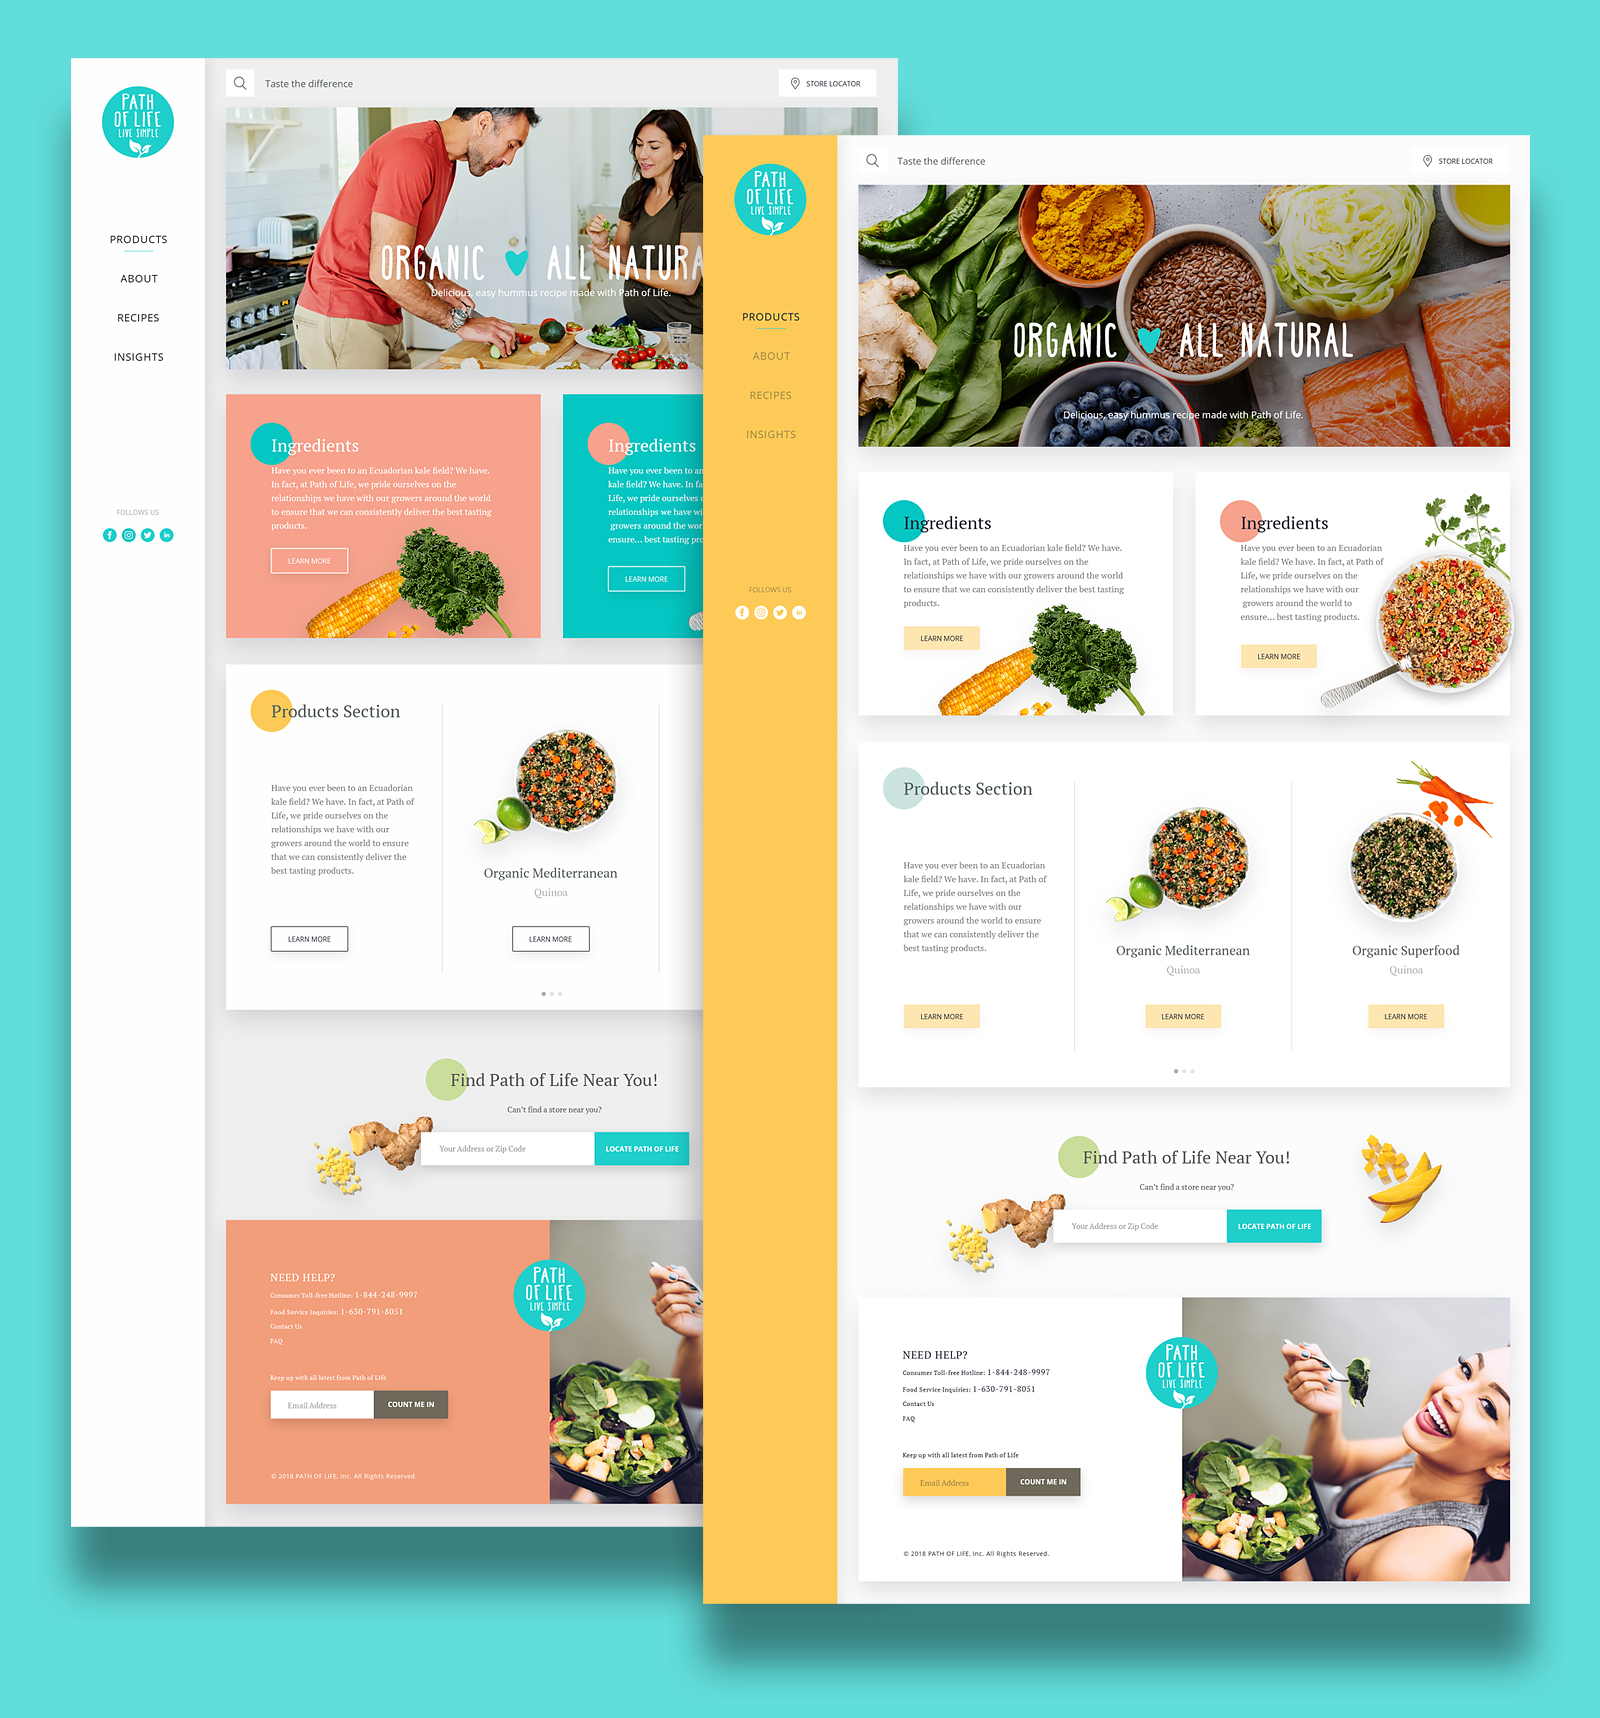 PATH
OF LIFE
LIVE SIMPLE
PRODUCTS
ABOUT
RECIPES
INSIGHTS
FOLLOWS US
Taste the difference
STORE LOCATOR
ORGANIC ALL NATURA
Delicious, easy hummus recipe made with Path of Life.
Ingredients
Have you ever been to an Ecuadorian kale field? We have.
In fact, at Path of Life, we pride ourselves on the
relationships we have with our growers around the world
to ensure that we can consistently deliver the best tasting
products.
LEARN MORE
Ingredients
Have you ever been to an
kale field? We have. In fa
Life, we pride ourselves
relationships we have wi
growers around the wor
ensure... best tasting pro
LEARN MORE
Products Section
Have you ever been to an Ecuadorian
kale field? We have. In fact, at Path of
Life, we pride ourselves on the
relationships we have with our
growers around the world to ensure
that we can consistently deliver the
best tasting products.
LEARN MORE
Organic Mediterranean
Quinoa
LEARN MORE
Find Path of Life Near You!
Can't find a store near you?
Your Address or Zip Code
LOCATE PATH OF LIFE
NEED HELP?
Consumer Toll-free Hotline: 1-844-248-9997
Food Service Inquiries: 1-630-791-8051
Contact Us
FAQ
Keep up with all latest from Path of Life
Email Address
COUNT ME IN
© 2018 PATH OF LIFE, Inc. All Rights Reserved.
PATH
OF LIFE
LIVE SIMPLE
PATH
OF LIFE
LIVE SIMPLE
PRODUCTS
ABOUT
RECIPES
INSIGHTS
FOLLOWS US
Taste the difference
STORE LOCATOR
ORGANIC ALL NATURAL
Delicious, easy hummus recipe made with Path of Life.
Ingredients
Have you ever been to an Ecuadorian kale field? We have.
In fact, at Path of Life, we pride ourselves on the
relationships we have with our growers around the world
to ensure that we can consistently deliver the best tasting
products.
LEARN MORE
Ingredients
Have you ever been to an Ecuadorian
kale field? We have. In fact, at Path of
Life, we pride ourselves on the
relationships we have with our
growers around the world to
ensure... best tasting products.
LEARN MORE
Products Section
Have you ever been to an Ecuadorian
kale field? We have. In fact, at Path of
Life, we pride ourselves on the
relationships we have with our
growers around the world to ensure
that we can consistently deliver the
best tasting products.
LEARN MORE
Organic Mediterranean
Quinoa
LEARN MORE
Organic Superfood
Quinoa
LEARN MORE
Find Path of Life Near You!
Can't find a store near you?
Your Address or Zip Code
LOCATE PATH OF LIFE
NEED HELP?
Consumer Toll-free Hotline: 1-844-248-9997
Food Service Inquiries: 1-630-791-8051
Contact Us
FAQ
Keep up with all latest from Path of Life
Email Address
COUNT ME IN
© 2018 PATH OF LIFE, Inc. All Rights Reserved.
PATH
OF LIFE
LIVE SIMPLE